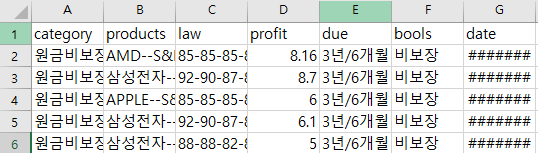 A B C D E F G
1 category products law profit due bools date
2 원금비보장 AMD--S& 85-85-85-8 8.16 3년/6개월 비보장 #######
3 원금비보장 삼성전자-- 92-90-87-8 8.7 3년/6개월 비보장 #######
4 원금비보장 APPLE--S& 85-85-85-8 6 3년/6개월 비보장 #######
5 원금비보장 삼성전자-- 92-90-87-8 6.1 3년/6개월 비보장 #######
6 원금비보장 삼성전자-- 88-88-82-8 5 3년/6개월 비보장 #######